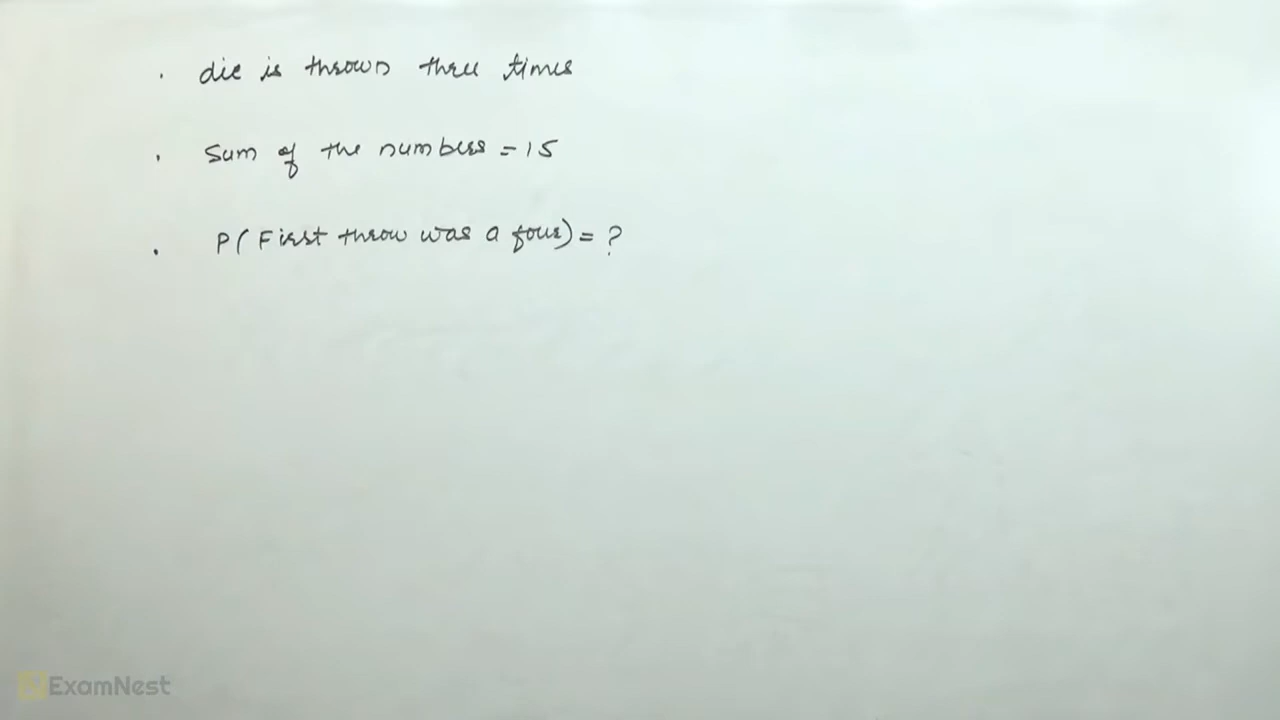 . die is thrown three times
. Sum of the numbers = 15
. P(First throw was a four) = ?
ExamNest